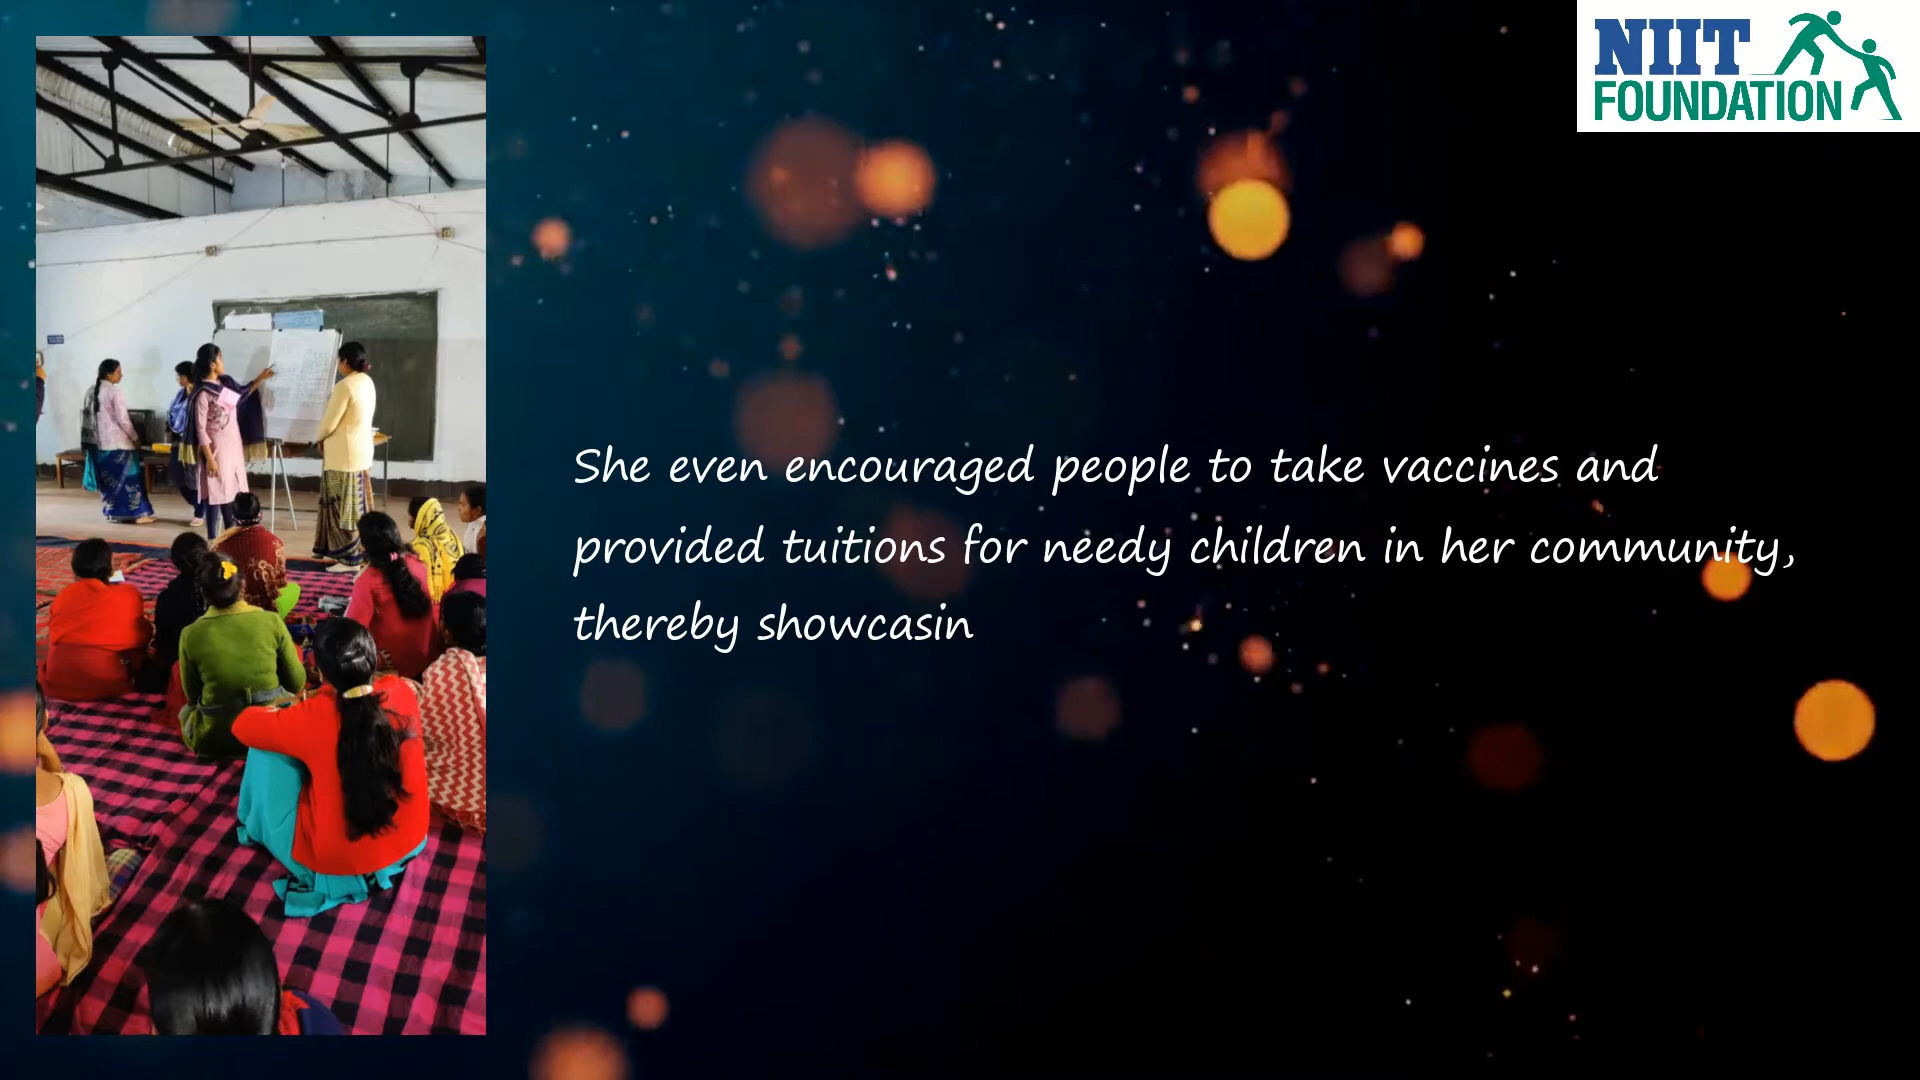 NIIT
FOUNDATION
She even encouraged people to take vaccines and
provided tuitions for needy children in her community,
thereby showcasin